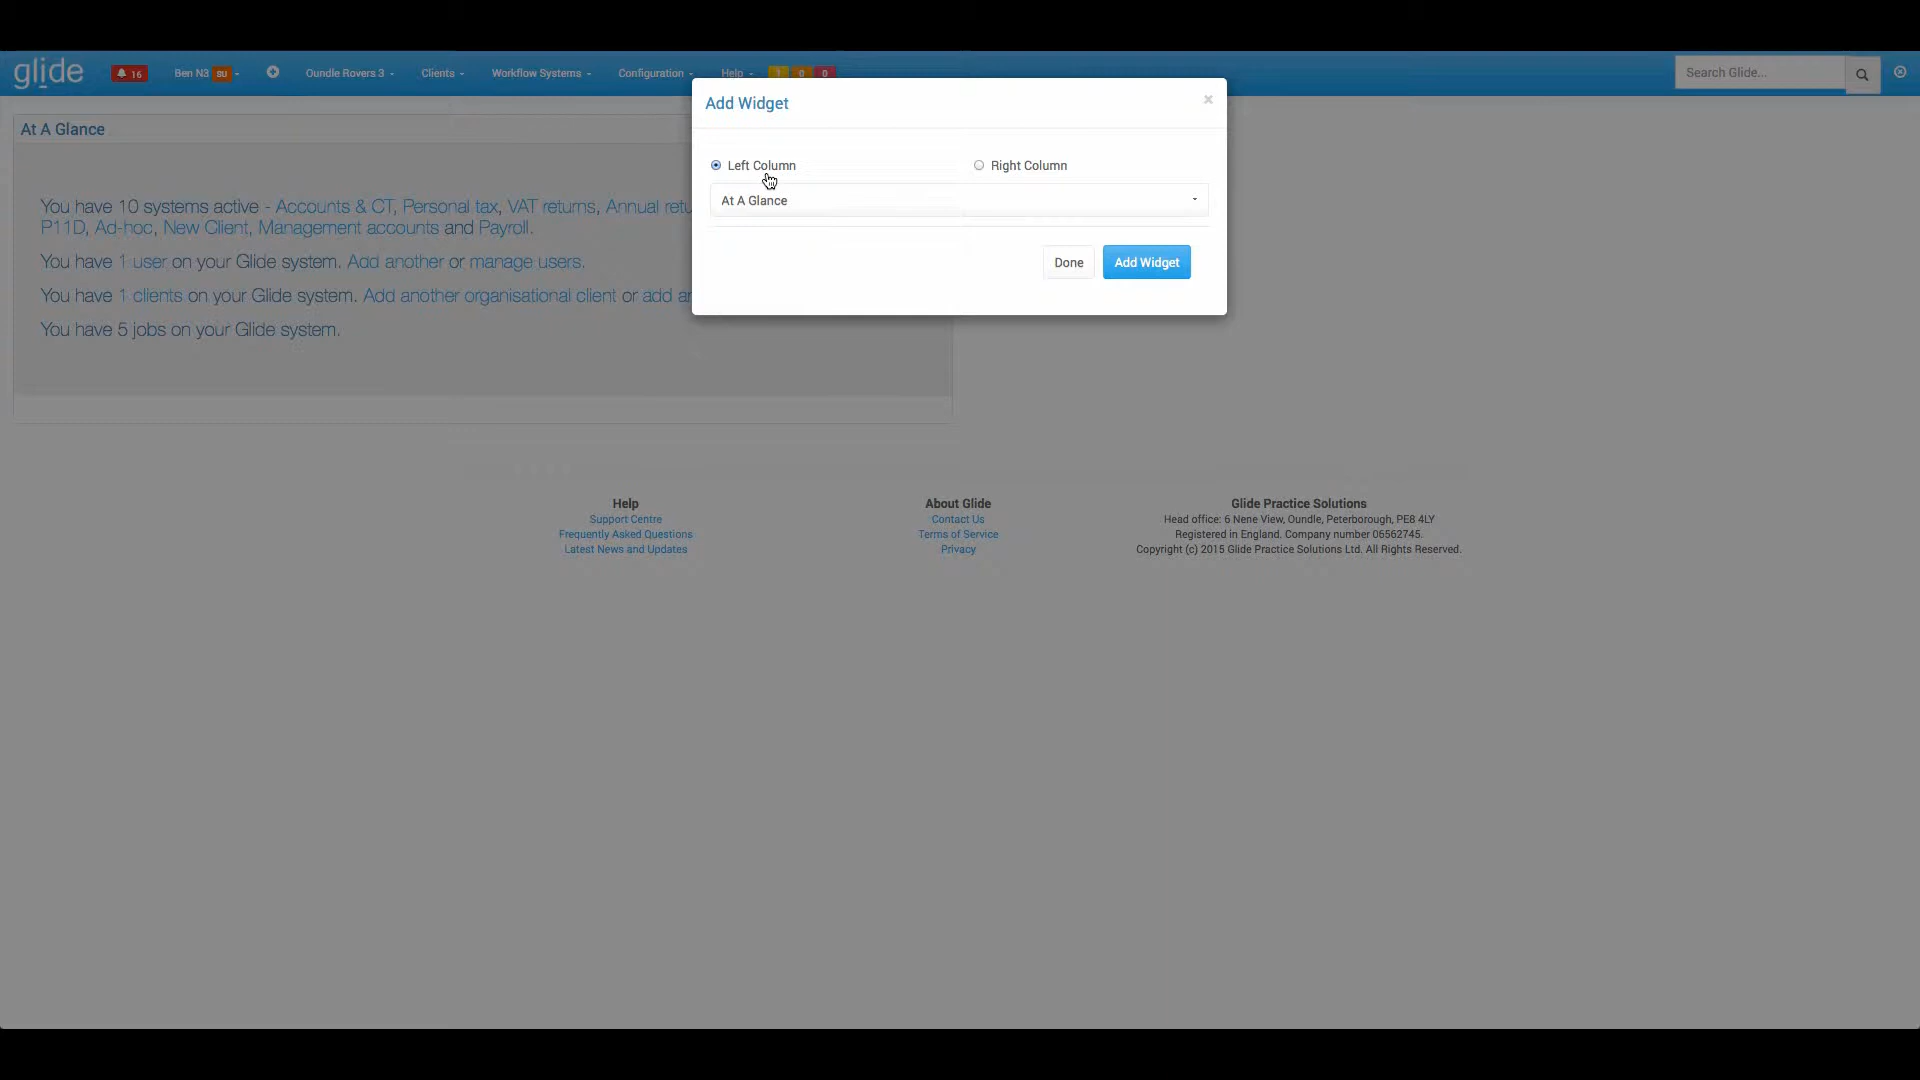 glide 16 Ben N3 SU Oundle Rovers 3 Clients Workflow Systems Configuration Help 1 0 0 Search Glide...
Add Widget ×
At A Glance
Left Column Right Column
At A Glance
You have 10 systems active - Accounts & CT, Personal tax, VAT returns, Annual retu
P11D, Ad-hoc, New Client, Management accounts and Payroll.
Done Add Widget
You have 1 user on your Glide system. Add another or manage users.
You have 1 clients on your Glide system. Add another organisational client or add an
You have 5 jobs on your Glide system.
Help
Support Centre
Frequently Asked Questions
Latest News and Updates
About Glide
Contact Us
Terms of Service
Privacy
Glide Practice Solutions
Head office: 6 Nene View, Oundle, Peterborough, PE8 4LY
Registered in England. Company number 06562745.
Copyright (c) 2015 Glide Practice Solutions Ltd. All Rights Reserved.